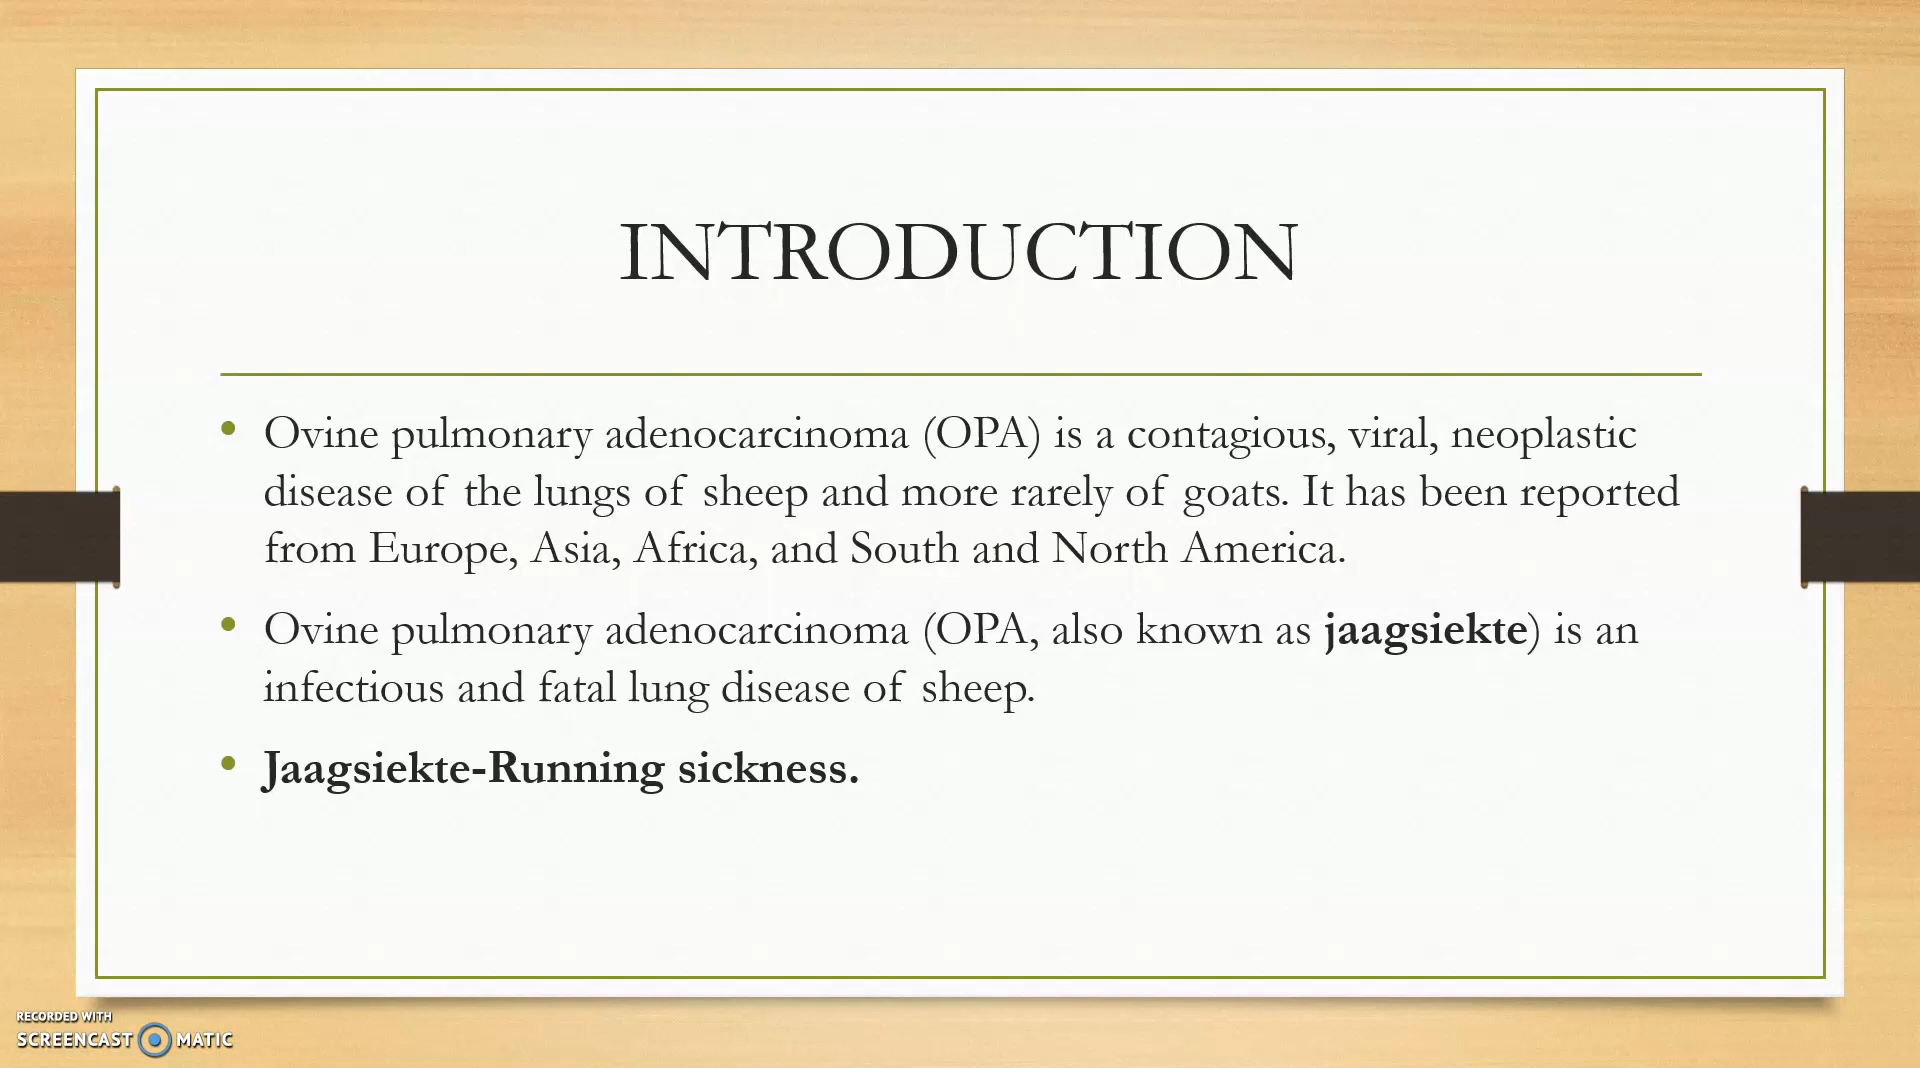 INTRODUCTION
• Ovine pulmonary adenocarcinoma (OPA) is a contagious, viral, neoplastic
disease of the lungs of sheep and more rarely of goats. It has been reported
from Europe, Asia, Africa, and South and North America.
• Ovine pulmonary adenocarcinoma (OPA, also known as jaagsiekte) is an
infectious and fatal lung disease of sheep.
• Jaagsiekte-Running sickness.
RECORDED WITH
SCREENCAST MATIC